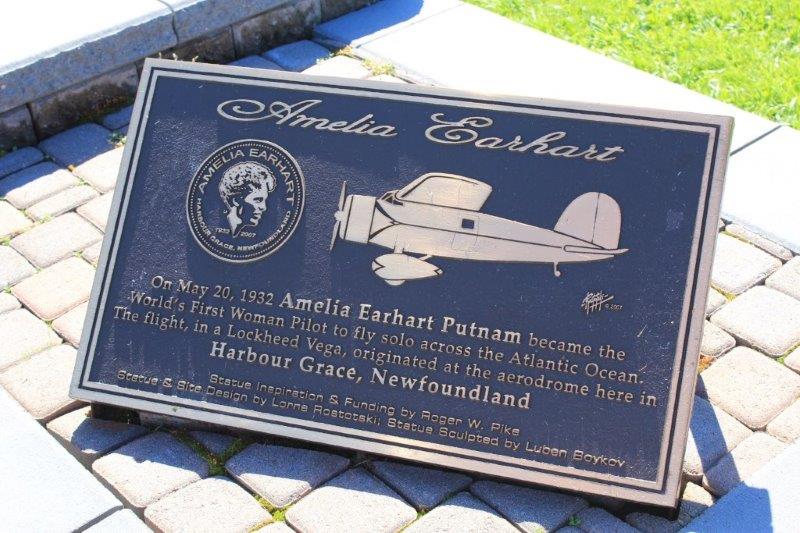 Amelia Earhart
AMELIA EARHART
1932 2007
HARBOUR GRACE, NEWFOUNDLAND
© 2007
On May 20, 1932 Amelia Earhart Putnam became the
World's First Woman Pilot to fly solo across the Atlantic Ocean.
The flight, in a Lockheed Vega, originated at the aerodrome here in
Harbour Grace, Newfoundland
Statue Inspiration & Funding by Roger W. Pike
Statue & Site Design by Lorne Rostotski; Statue Sculpted by Luben Boykov